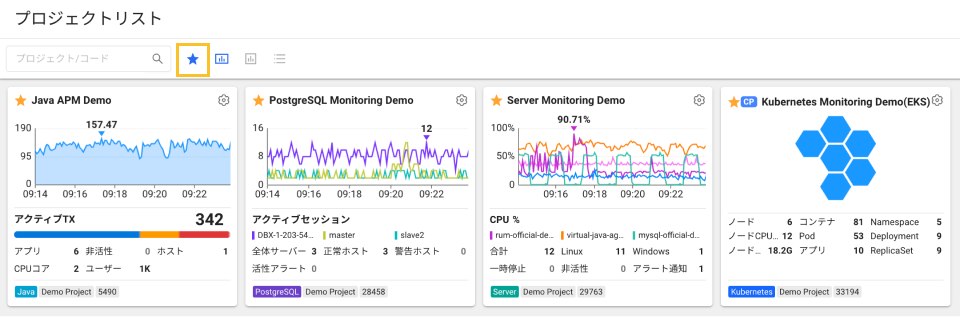 プロジェクトリスト
プロジェクト/コード
Java APM Demo
157.47
190
95
0
09:14 09:16 09:18 09:20 09:22
アクティブTX 342
アプリ 6 非活性 0 ホスト 1
CPUコア 2 ユーザー 1K
Java Demo Project 5490
PostgreSQL Monitoring Demo
12
16
8
0
09:14 09:16 09:18 09:20 09:22
アクティブセッション
DBX-1-203-54... master slave2
全体サーバー 3 正常ホスト 3 警告ホスト 0
活性アラート 0
PostgreSQL Demo Project 28458
Server Monitoring Demo
90.71%
100%
50%
0
09:16 09:18 09:20 09:22
CPU %
rum-official-de... virtual-java-ag... mysql-official-d...
合計 12 Linux 11 Windows 1
一時停止 0 非活性 0 アラート通知 1
Server Demo Project 29763
CP Kubernetes Monitoring Demo(EKS)
ノード 6 コンテナ 81 Namespace 5
ノードCPU... 12 Pod 53 Deployment 9
ノード... 18.2G アプリ 10 ReplicaSet 9
Kubernetes Demo Project 33194